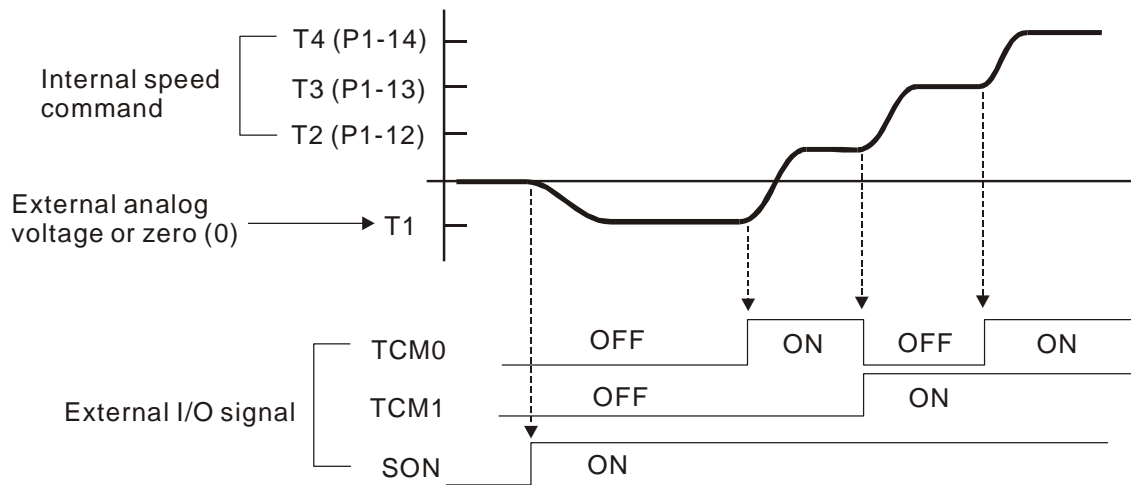 T4 (P1-14)
Internal speed
command
T3 (P1-13)
T2 (P1-12)
External analog
voltage or zero (0)
T1
TCM0
OFF
ON
OFF
ON
External I/O signal
TCM1
OFF
ON
SON
ON